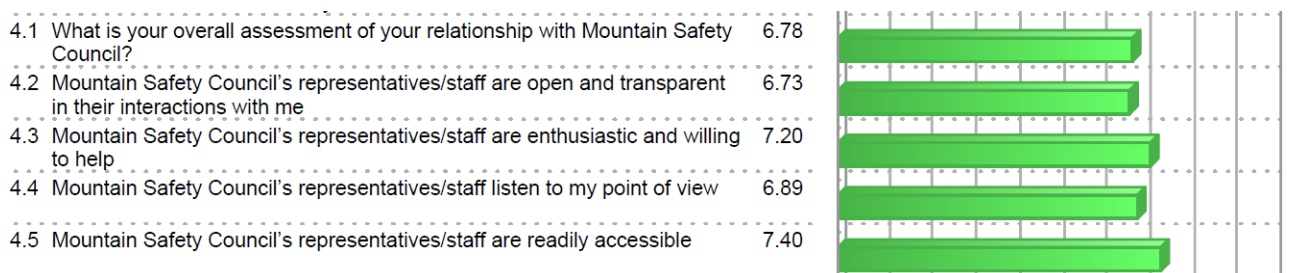 4.1 What is your overall assessment of your relationship with Mountain Safety 6.78
Council?
4.2 Mountain Safety Council's representatives/staff are open and transparent 6.73
in their interactions with me
4.3 Mountain Safety Council's representatives/staff are enthusiastic and willing 7.20
to help
4.4 Mountain Safety Council's representatives/staff listen to my point of view 6.89
4.5 Mountain Safety Council's representatives/staff are readily accessible 7.40